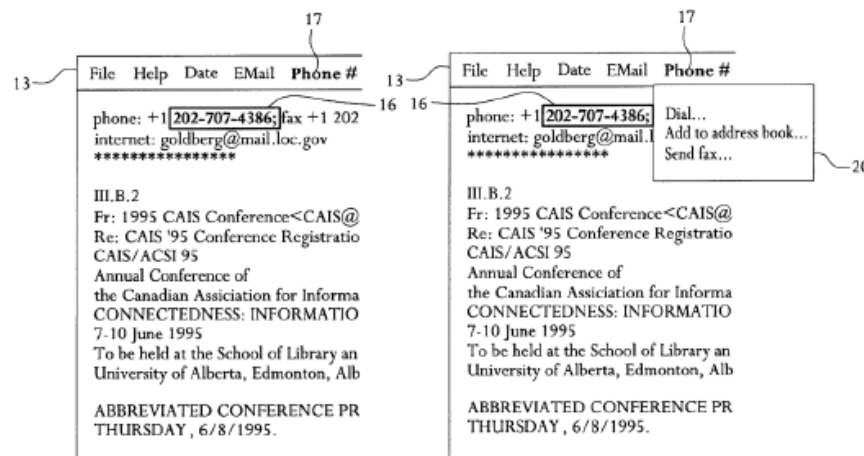 17
13
File Help Date EMail Phone #
16
phone: +1 202-707-4386; fax +1 202
internet: goldberg@mail.loc.gov
****************
III.B.2
Fr: 1995 CAIS Conference<CAIS@
Re: CAIS '95 Conference Registratio
CAIS/ACSI 95
Annual Conference of
the Canadian Assiciation for Informa
CONNECTEDNESS: INFORMATIO
7-10 June 1995
To be held at the School of Library an
University of Alberta, Edmonton, Alb
ABBREVIATED CONFERENCE PR
THURSDAY , 6/8/1995.
17
13
File Help Date EMail Phone #
16
phone: +1 202-707-4386;
internet: goldberg@mail.l
****************
Dial...
Add to address book...
Send fax...
20
III.B.2
Fr: 1995 CAIS Conference<CAIS@
Re: CAIS '95 Conference Registratio
CAIS/ACSI 95
Annual Conference of
the Canadian Assiciation for Informa
CONNECTEDNESS: INFORMATIO
7-10 June 1995
To be held at the School of Library an
University of Alberta, Edmonton, Alb
ABBREVIATED CONFERENCE PR
THURSDAY , 6/8/1995.